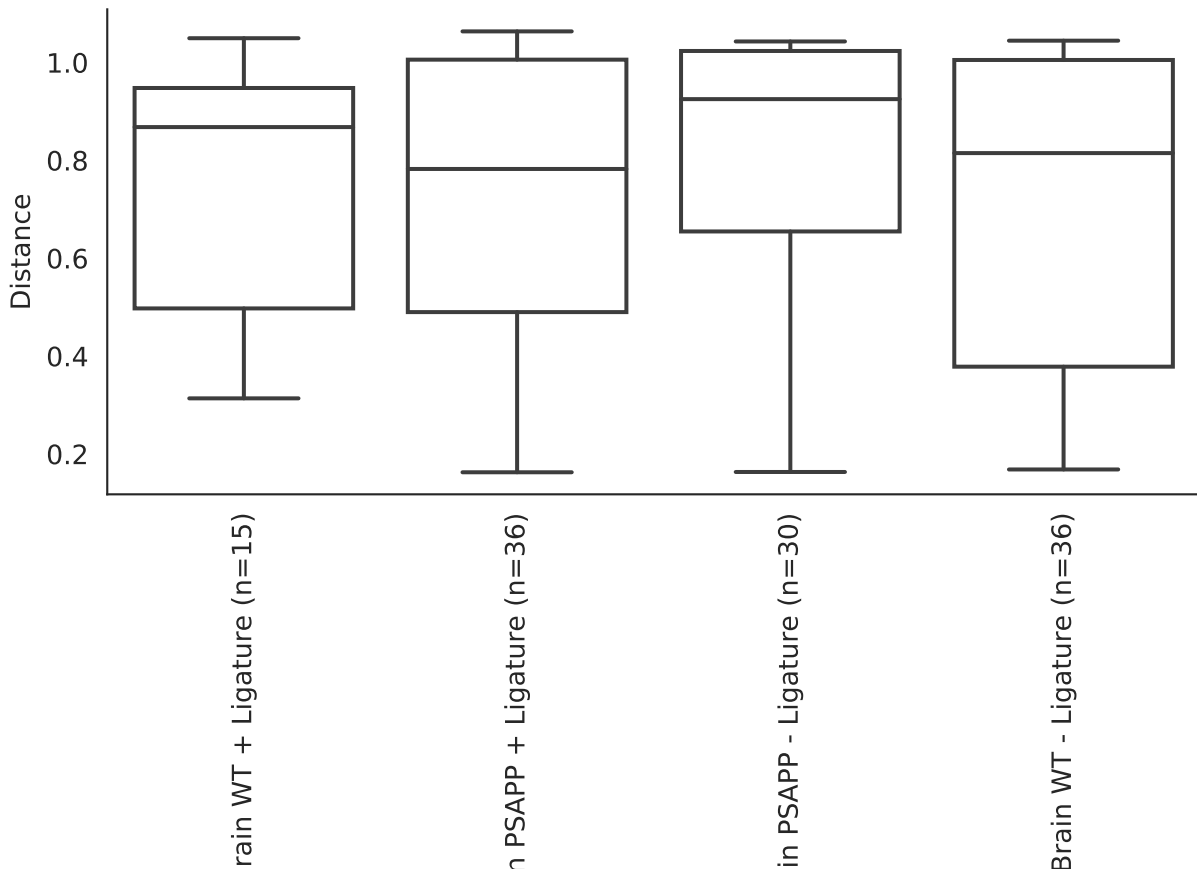 Distance
1.0
0.8
0.6
0.4
0.2
rain WT + Ligature (n=15)
n PSAPP + Ligature (n=36)
in PSAPP - Ligature (n=30)
Brain WT - Ligature (n=36)